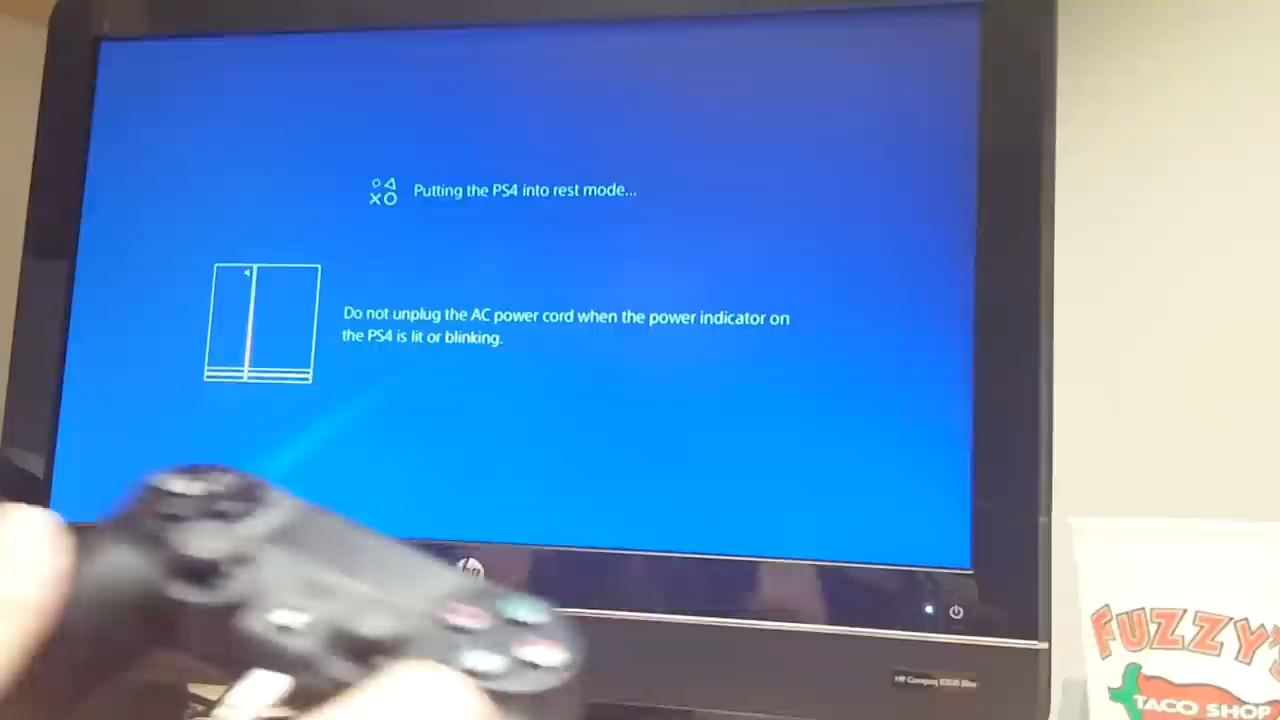 Putting the PS4 into rest mode...
Do not unplug the AC power cord when the power indicator on
the PS4 is lit or blinking.
hp
FUZZY'S
TACO SHOP